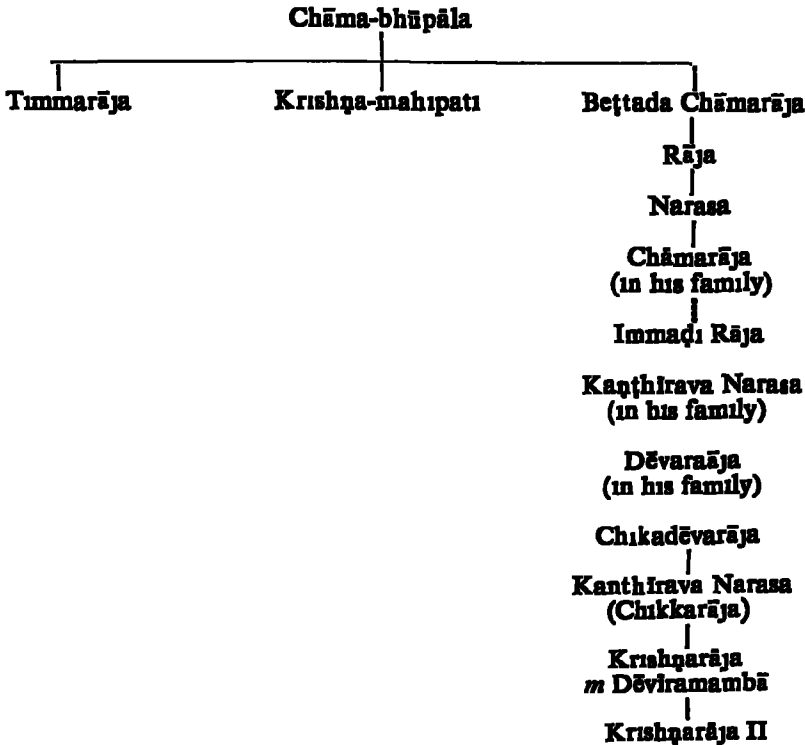 Chāma-bhūpāla
Timmarāja Krishṇa-mahipati Beṭṭada Chāmarāja
Rāja
Narasa
Chāmarāja
(in his family)
Immaḍi Rāja
Kaṇṭhīrava Narasa
(in his family)
Dēvaraāja
(in his family)
Chikadēvarāja
Kanthīrava Narasa
(Chikkarāja)
Krishṇarāja
m Dēvīramambā
Krishṇarāja II